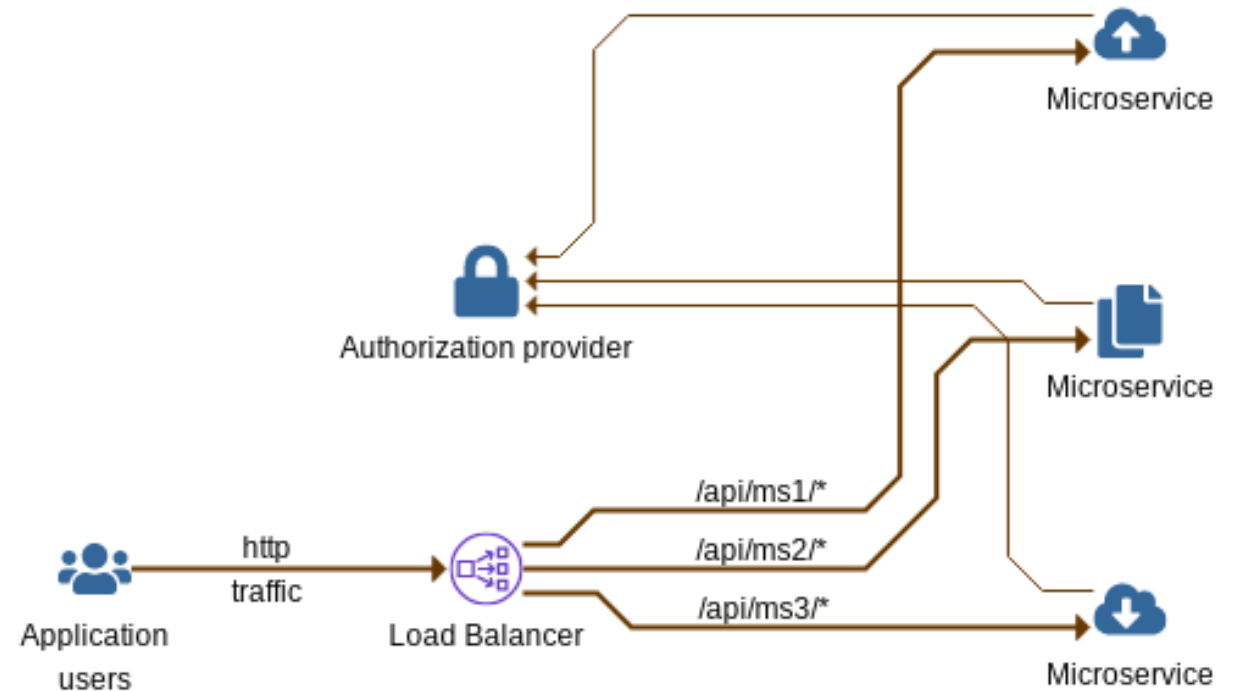 Microservice
Authorization provider
Microservice
/api/ms1/*
http
traffic
/api/ms2/*
/api/ms3/*
Application
users
Load Balancer
Microservice